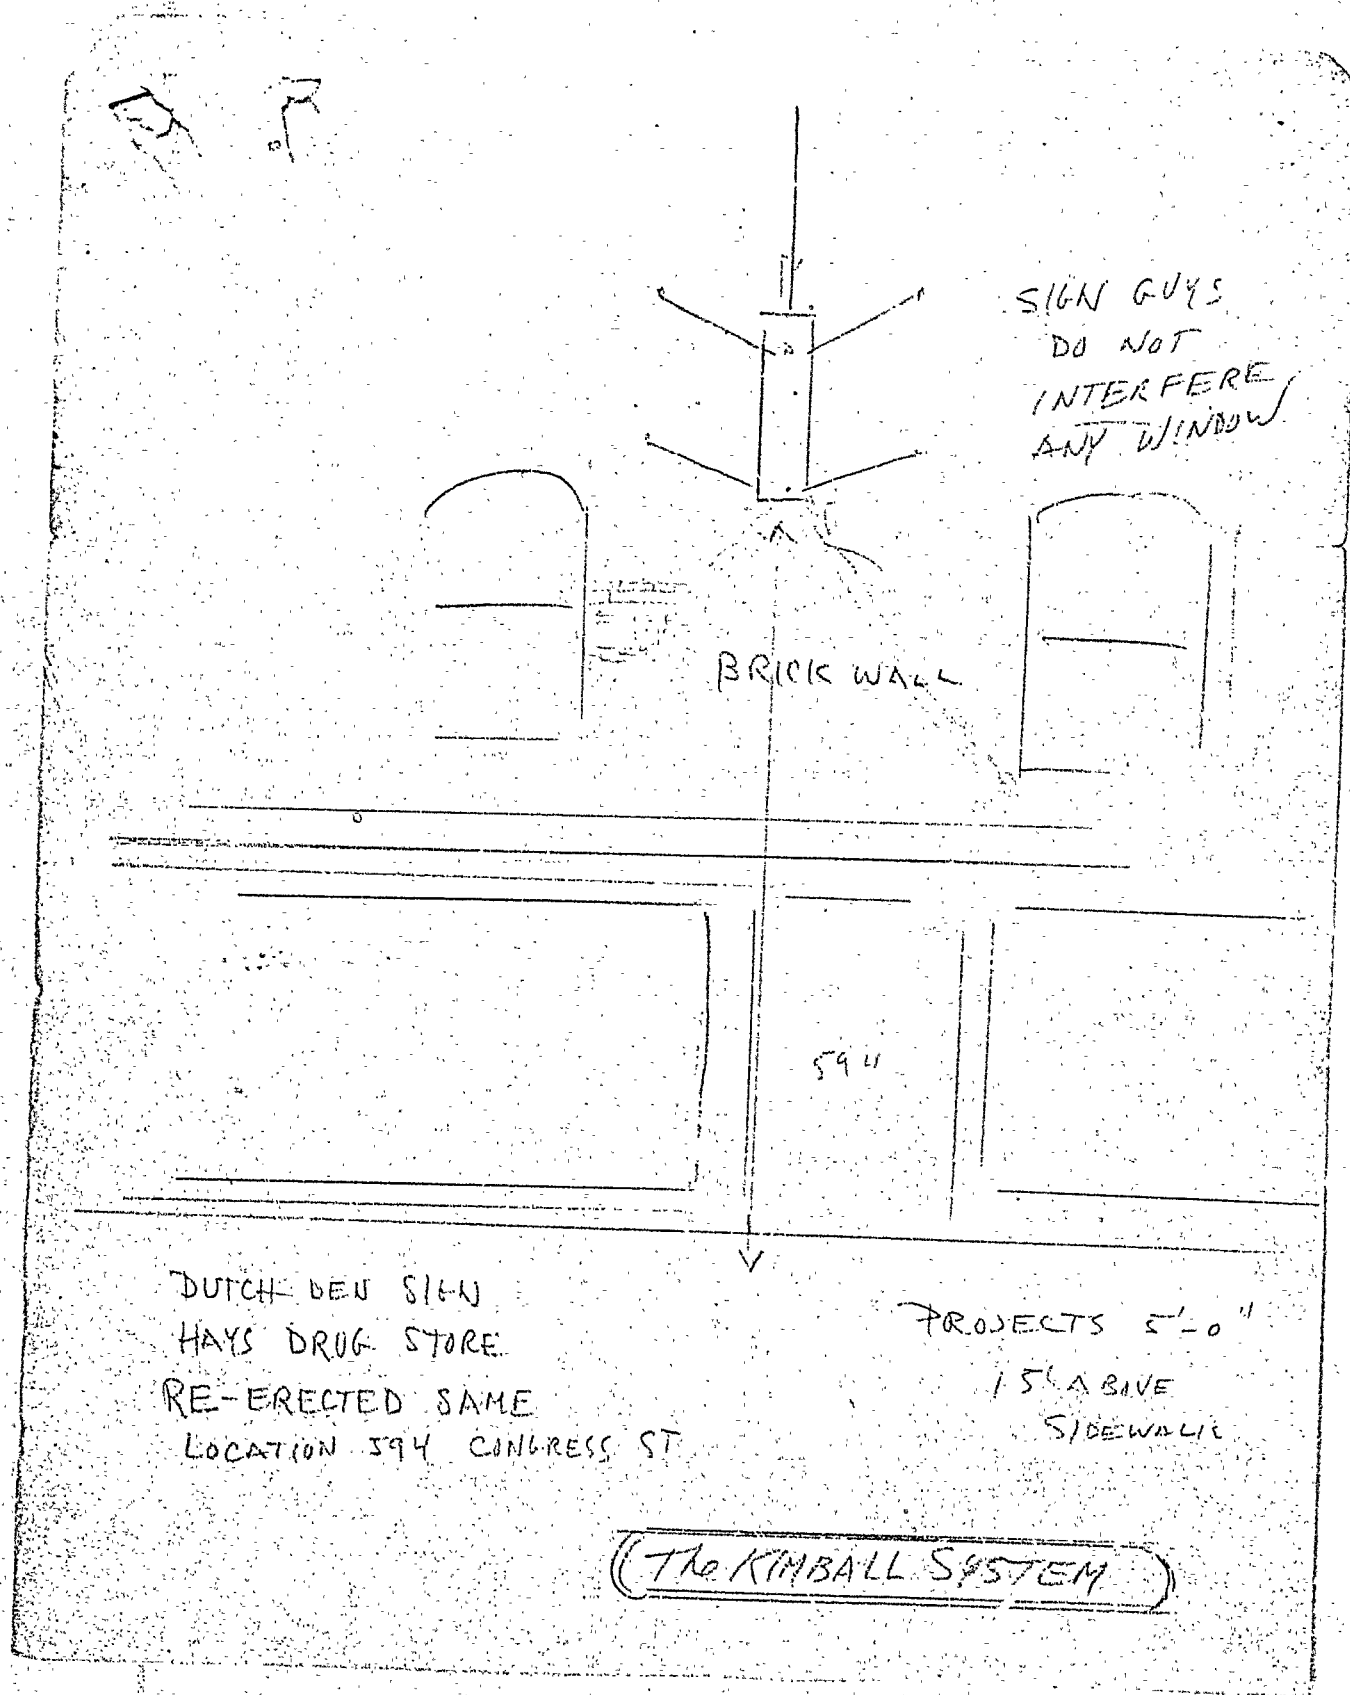 SIGN GUYS
DO NOT
INTERFERE
ANY WINDOW
BRICK WALL
594
DUTCH DEN SIGN
HAYS DRUG STORE
RE-ERECTED SAME
LOCATION 594 CONGRESS ST
PROJECTS 5'-0"
15' ABOVE
SIDEWALK
The KIMBALL SYSTEM